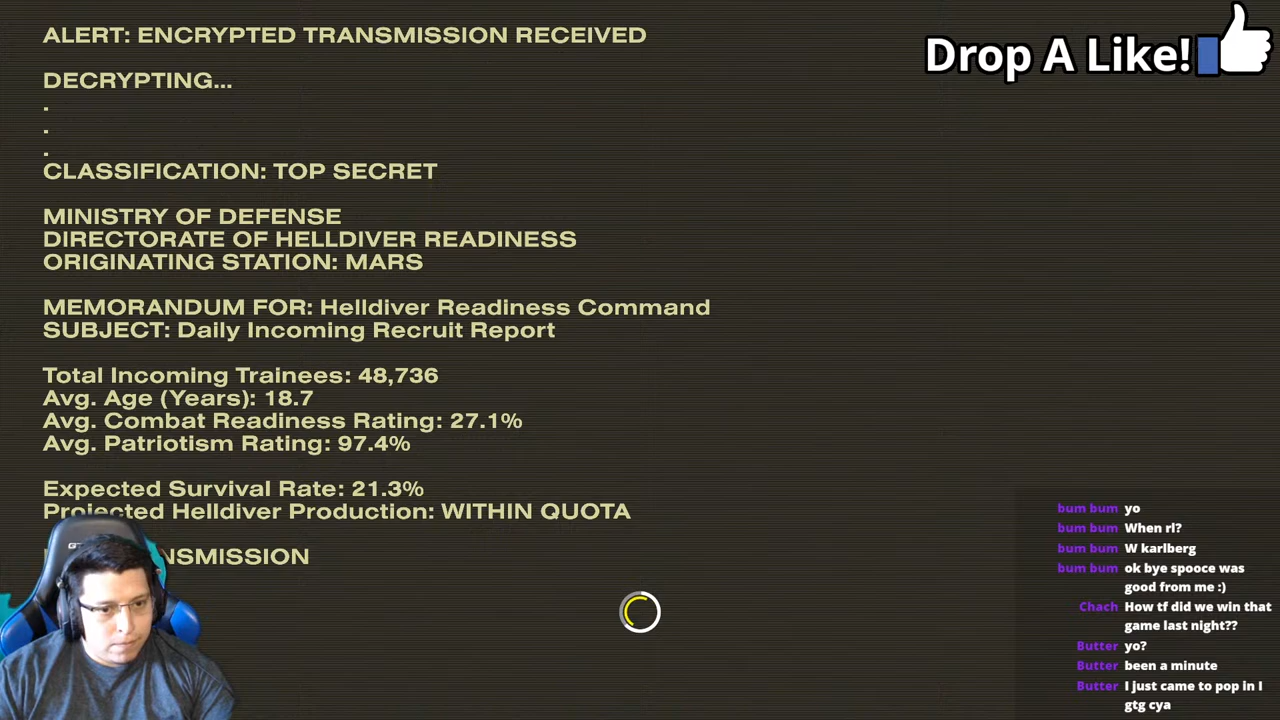 ALERT: ENCRYPTED TRANSMISSION RECEIVED
DECRYPTING...
.
.
.
CLASSIFICATION: TOP SECRET
MINISTRY OF DEFENSE
DIRECTORATE OF HELLDIVER READINESS
ORIGINATING STATION: MARS
MEMORANDUM FOR: Helldiver Readiness Command
SUBJECT: Daily Incoming Recruit Report
Total Incoming Trainees: 48,736
Avg. Age (Years): 18.7
Avg. Combat Readiness Rating: 27.1%
Avg. Patriotism Rating: 97.4%
Expected Survival Rate: 21.3%
Projected Helldiver Production: WITHIN QUOTA
Drop A Like!
bum bum yo
bum bum When rl?
bum bum W karlberg
bum bum ok bye spooce was
good from me :)
Chach How tf did we win that
game last night??
Butter yo?
Butter been a minute
Butter I just came to pop in I
gtg cya